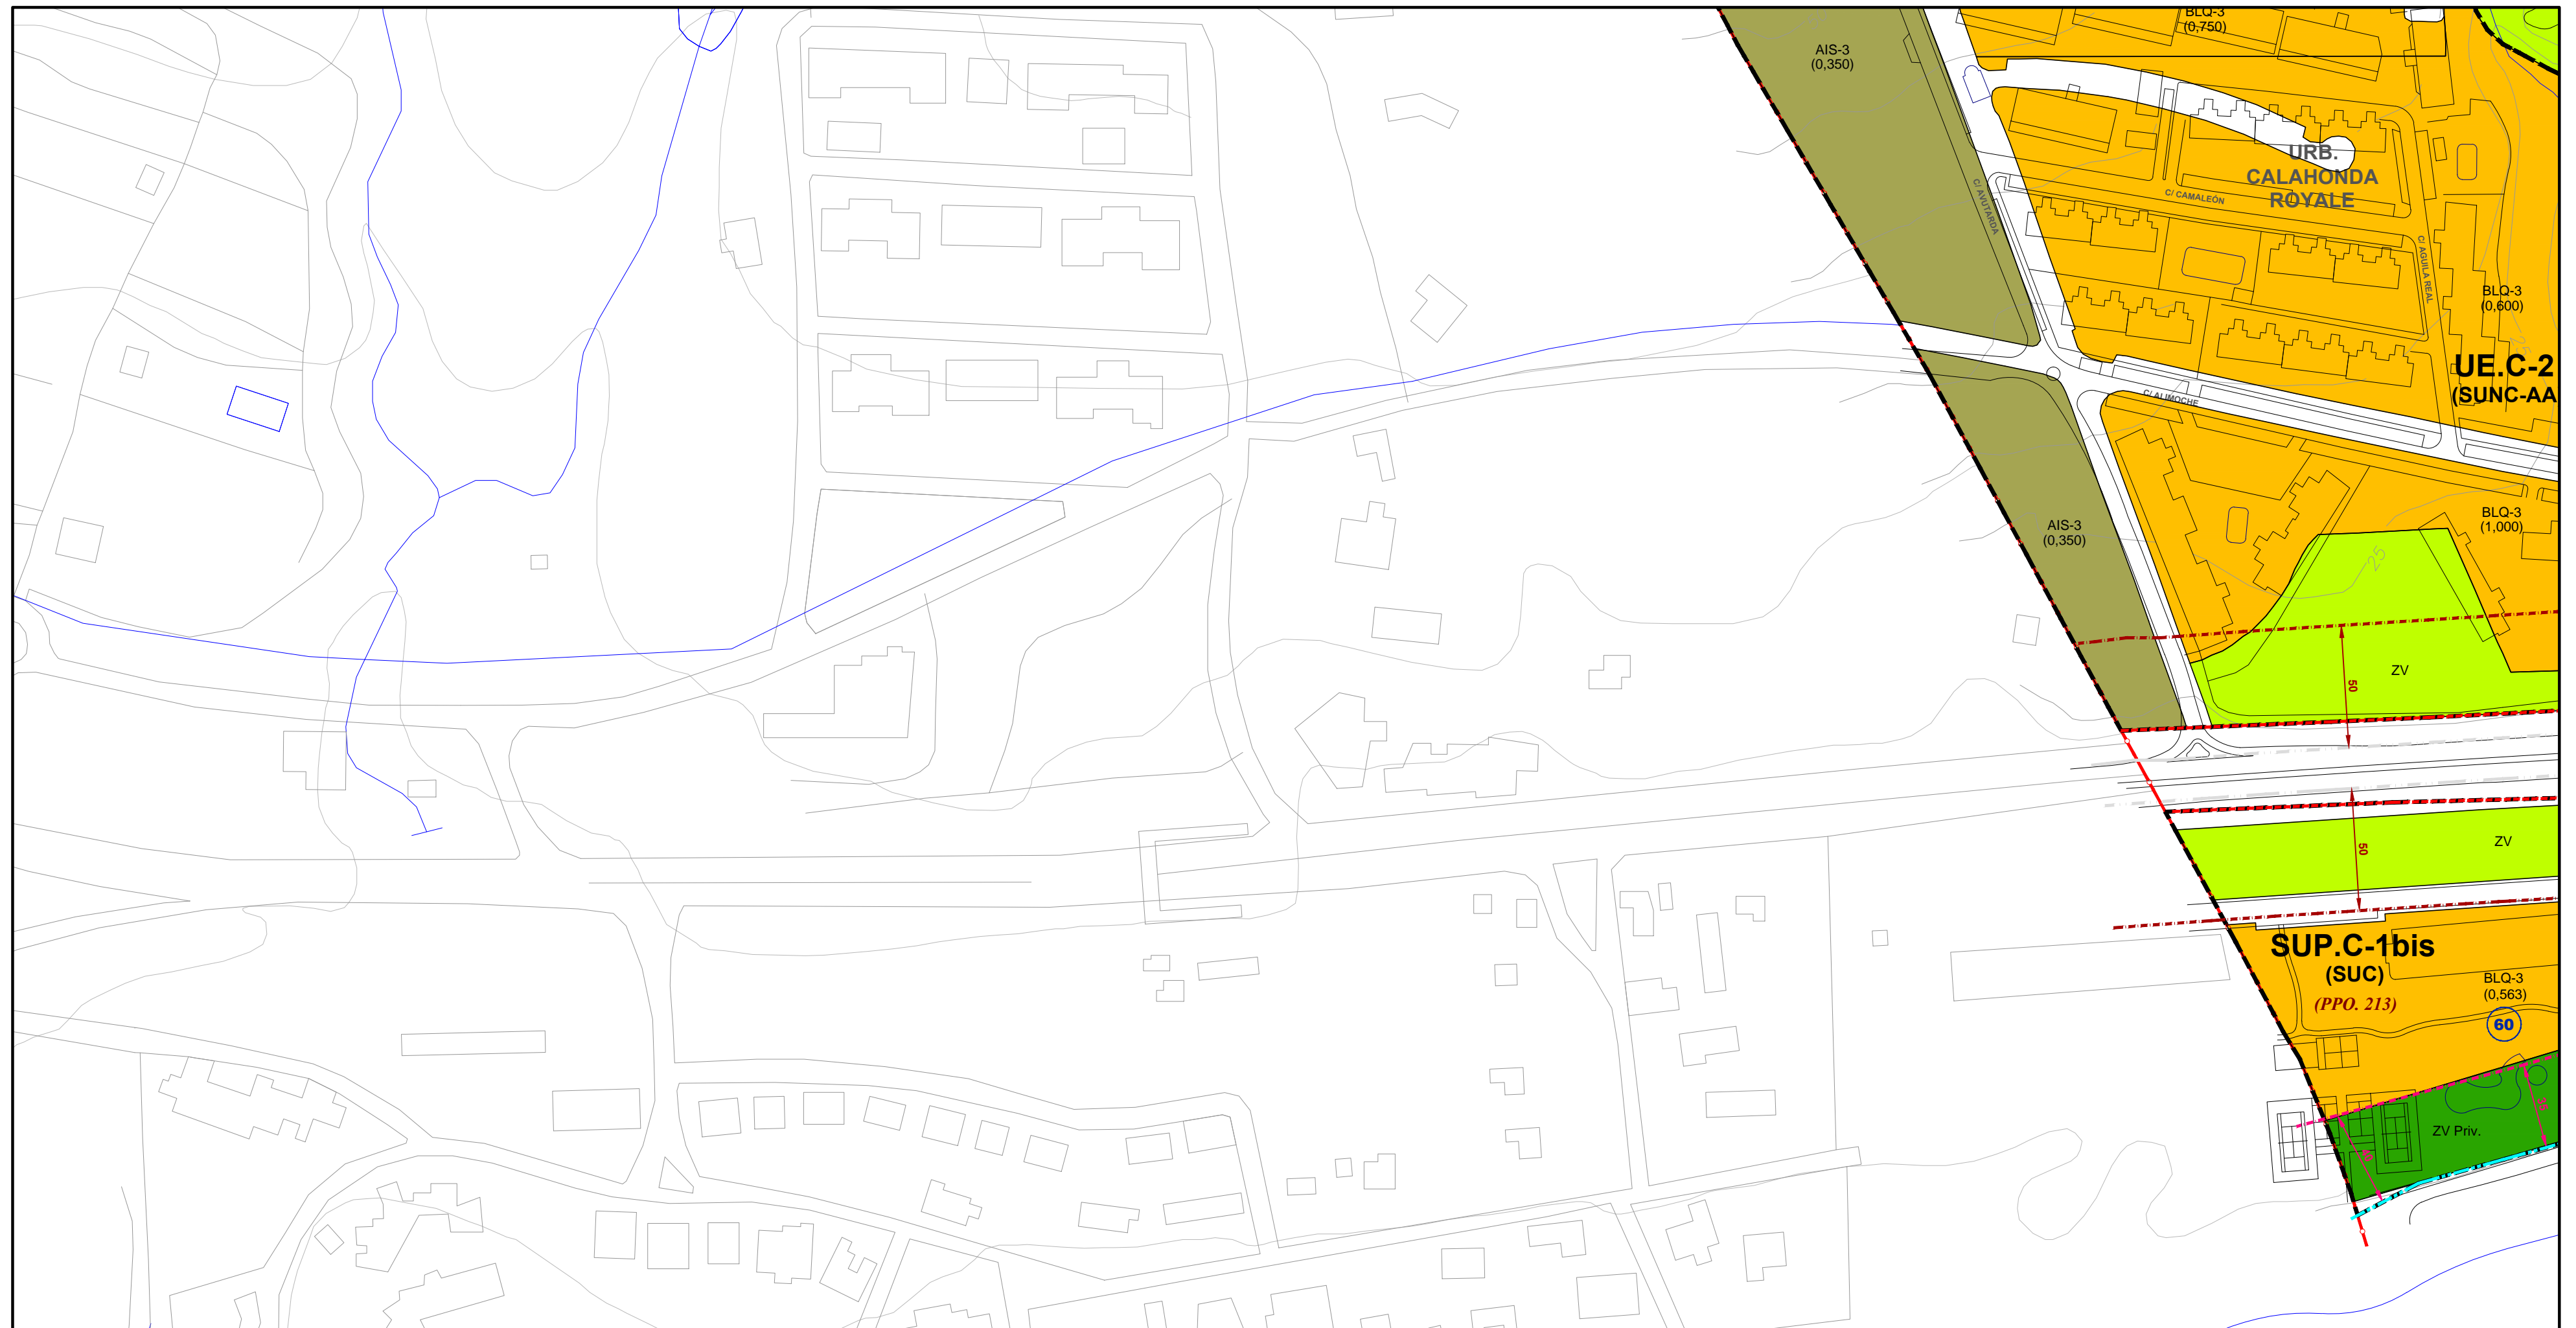 BLQ-3
(0,750)
AIS-3
(0,350)
URB.
CALAHONDA
ROYALE
C/ CAMALEÓN
C/ AVUTARDA
C/ AGUILA REAL
BLQ-3
(0,600)
25
UE.C-2
(SUNC-AA
C/ ALIMOCHE
BLQ-3
(1,000)
AIS-3
(0,350)
25
ZV
50
ZV
50
SUP.C-1bis
(SUC)
(PPO. 213)
BLQ-3
(0,563)
60
ZV Priv.